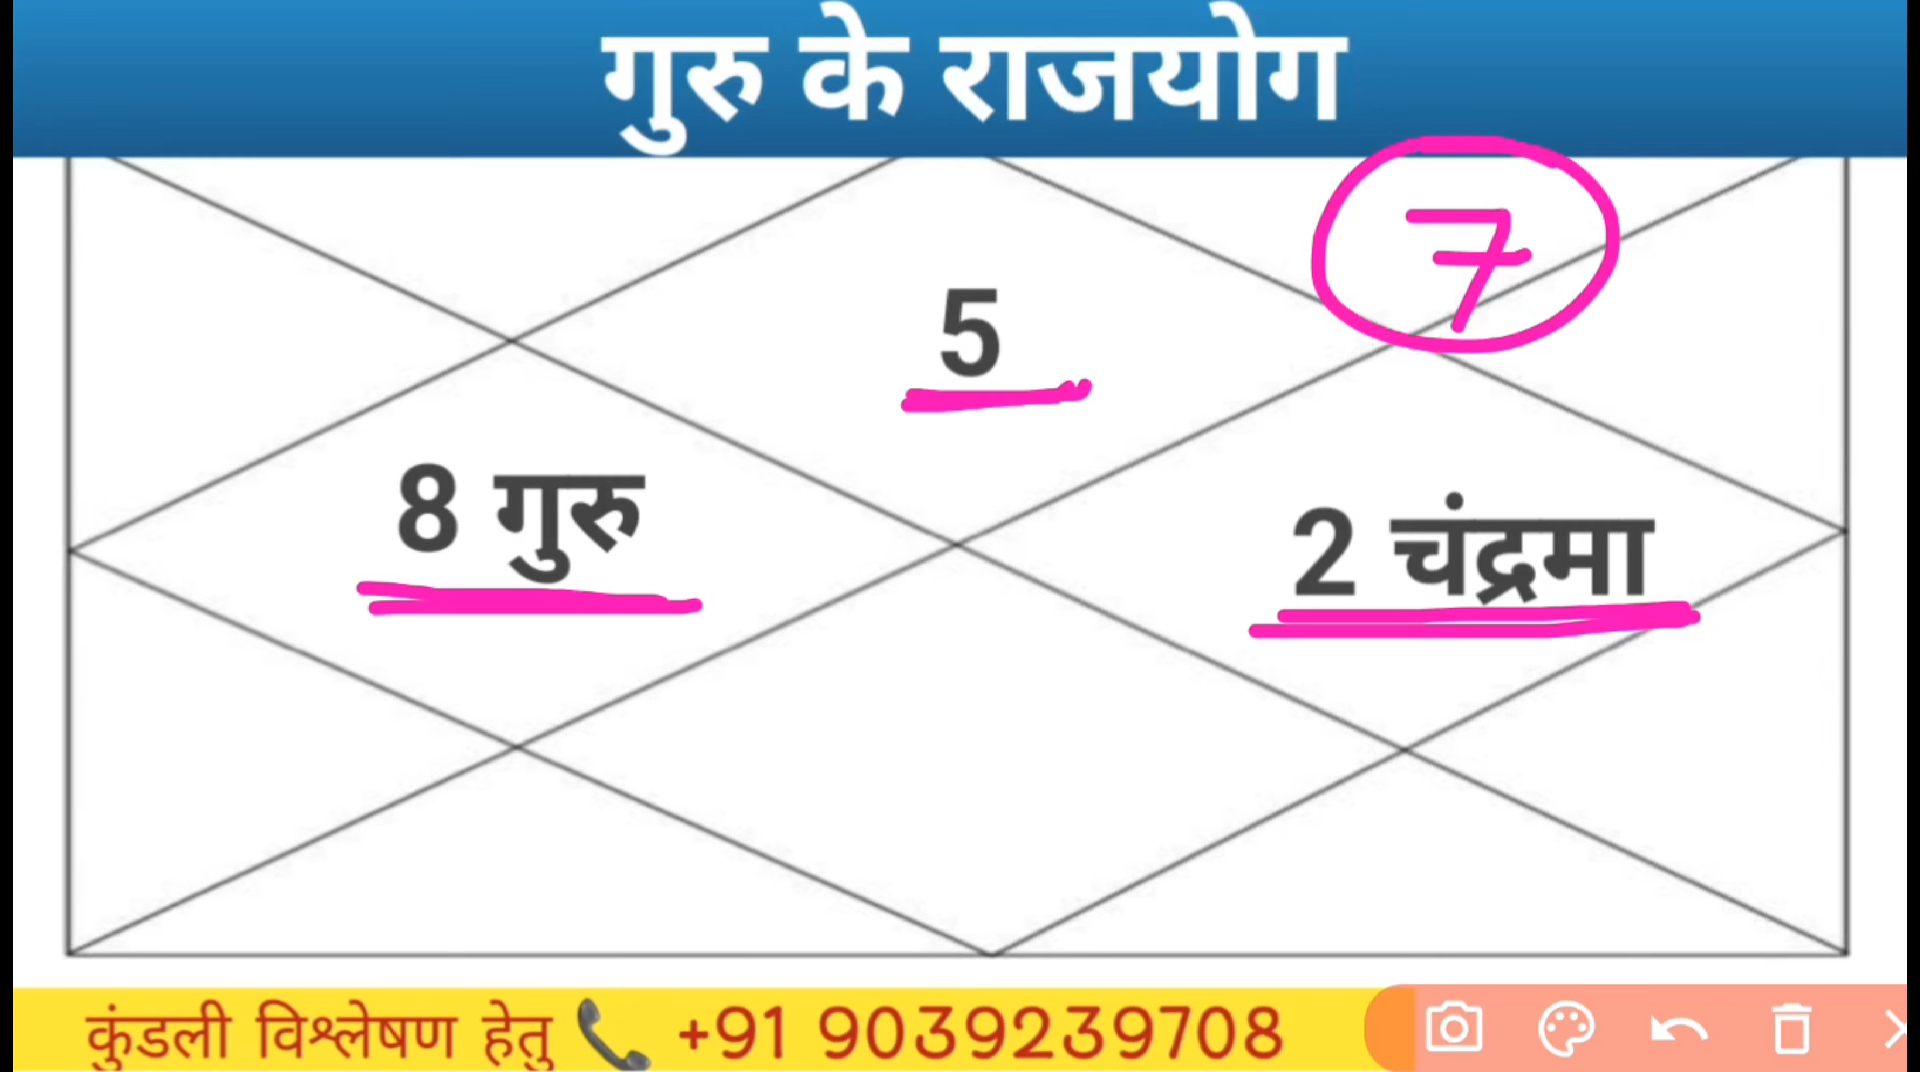 गुरु के राजयोग
7
5
8 गुरु
2 चंद्रमा
कुंडली विश्लेषण हेतु +91 9039239708